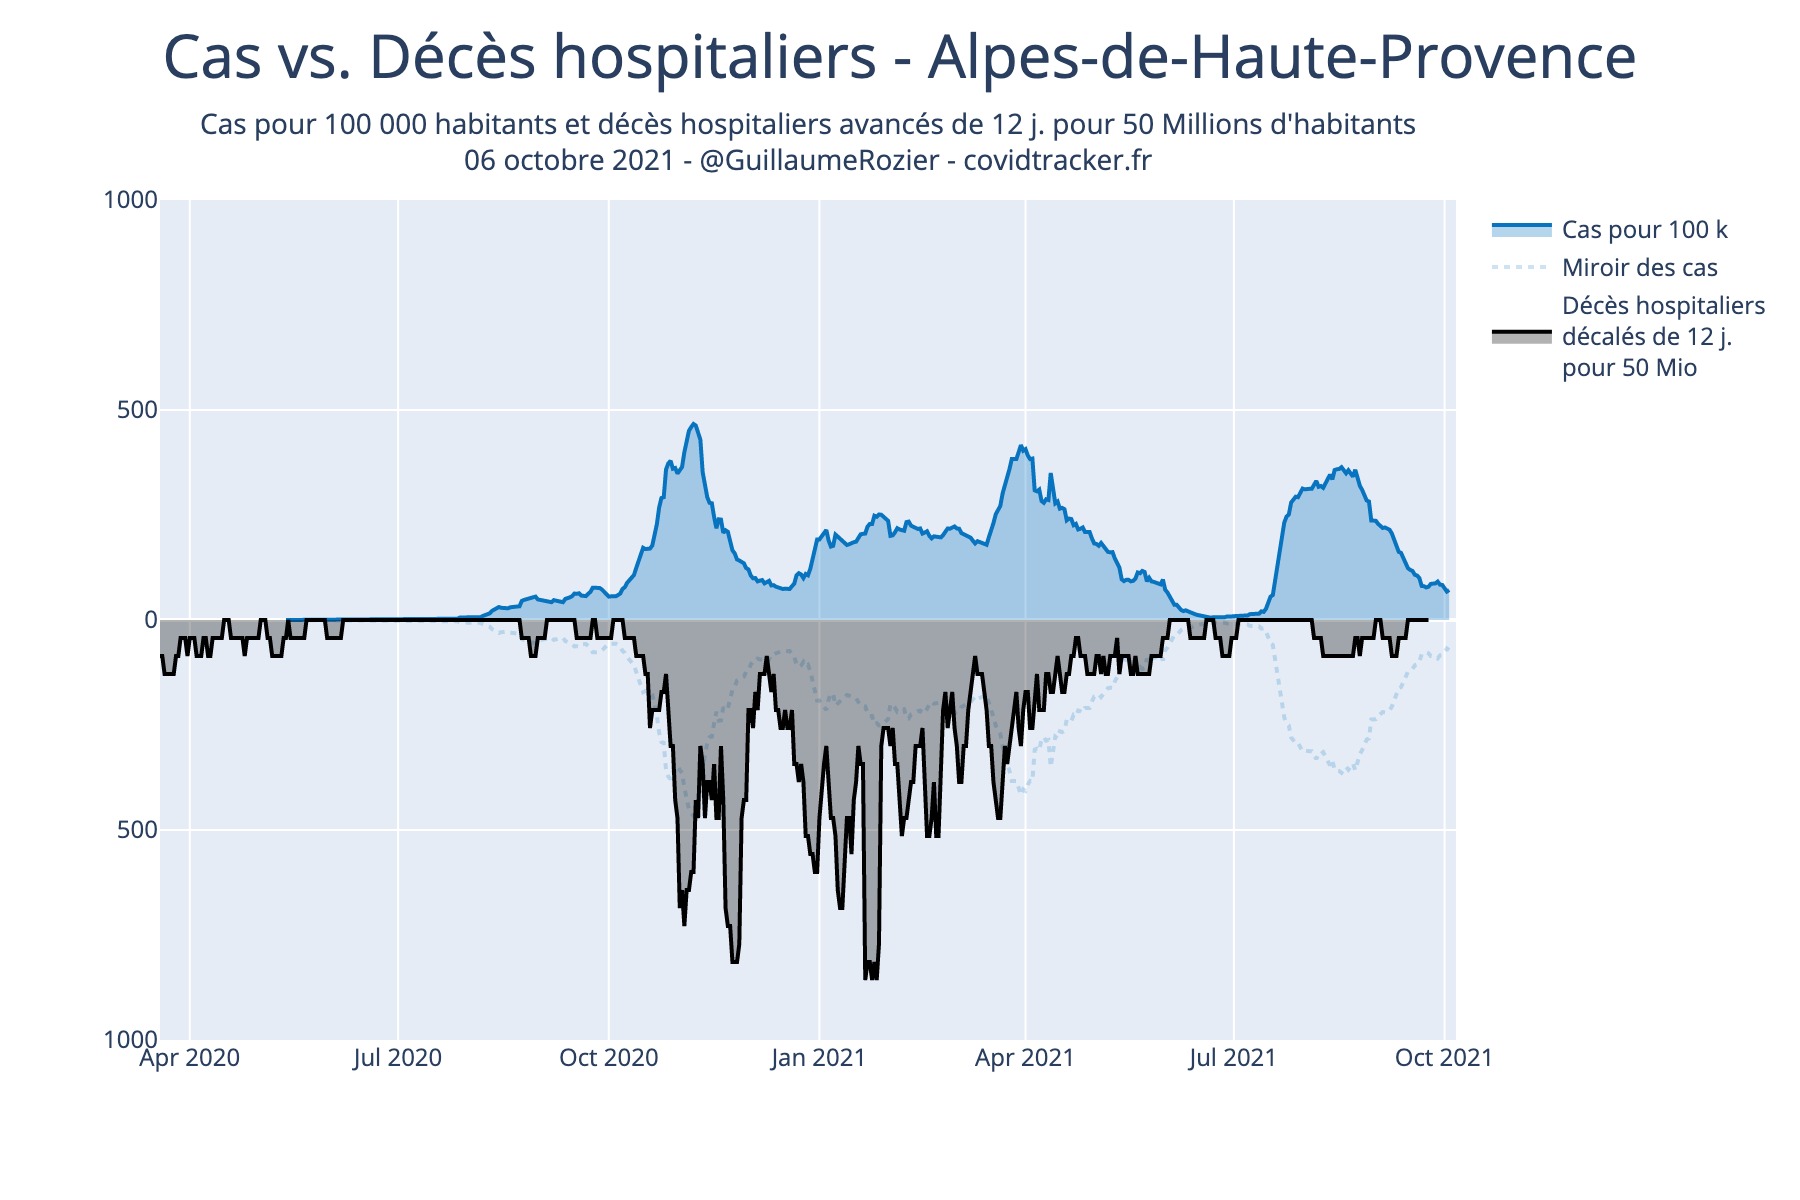 Cas vs. Décès hospitaliers - Alpes-de-Haute-Provence
Cas pour 100 000 habitants et décès hospitaliers avancés de 12 j. pour 50 Millions d'habitants
06 octobre 2021 - @GuillaumeRozier - covidtracker.fr
1000
500
0
500
1000
Apr 2020
Jul 2020
Oct 2020
Jan 2021
Apr 2021
Jul 2021
Oct 2021
Cas pour 100 k
Miroir des cas
Décès hospitaliers
décalés de 12 j.
pour 50 Mio